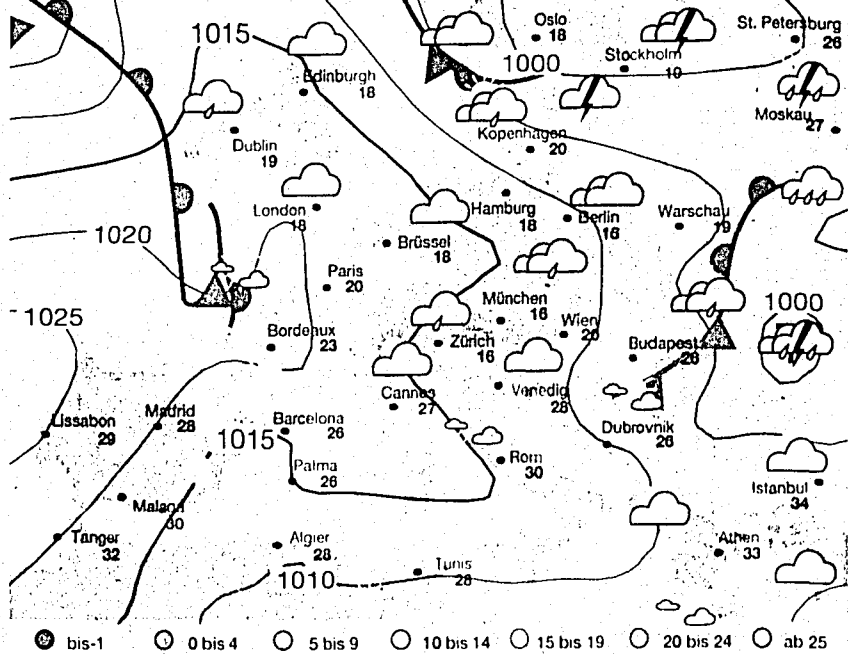 Oslo
18
St. Petersburg
26
1015
1000
Stockholm
19
Edinburgh
18
Moskau
27
Dublin
19
Kopenhagen
20
London
18
Hamburg
18
Berlin
16
Warschau
19
1020
Brüssel
18
Paris
20
München
16
1000
1025
Bordeaux
23
Zürich
16
Wien
20
Budapest
28
Cannes
27
Venedig
28
Lissabon
29
Madrid
28
Barcelona
26
Dubrovnik
26
1015
Palma
26
Rom
30
Istanbul
34
Malaga
30
Tanger
32
Algier
28
Athen
33
1010
Tunis
28
bis-1 0 bis 4 5 bis 9 10 bis 14 15 bis 19 20 bis 24 ab 25